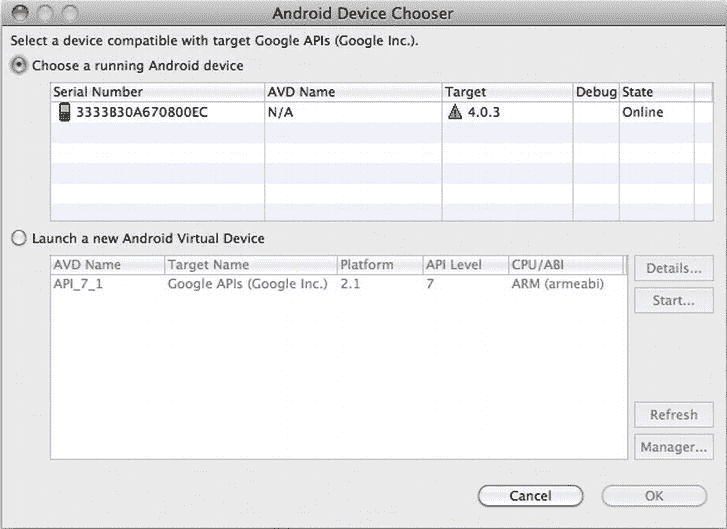 Android Device Chooser
Select a device compatible with target Google APIs (Google Inc.).
Choose a running Android device
Serial Number AVD Name Target Debug State
3333B30A670800EC N/A 4.0.3 Online
Launch a new Android Virtual Device
AVD Name Target Name Platform API Level CPU/ABI
API_7_1 Google APIs (Google Inc.) 2.1 7 ARM (armeabi)
Details...
Start...
Refresh
Manager...
Cancel OK